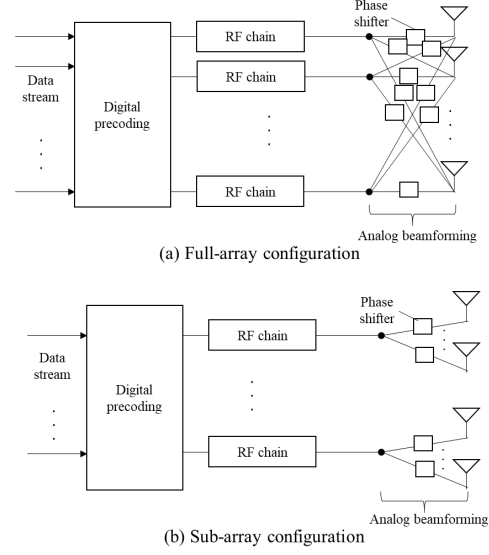 Phase
shifter
RF chain
RF chain
Data
stream
Digital
precoding
RF chain
Analog beamforming
(a) Full-array configuration
Phase
shifter
RF chain
Data
stream
Digital
precoding
RF chain
Analog beamforming
(b) Sub-array configuration